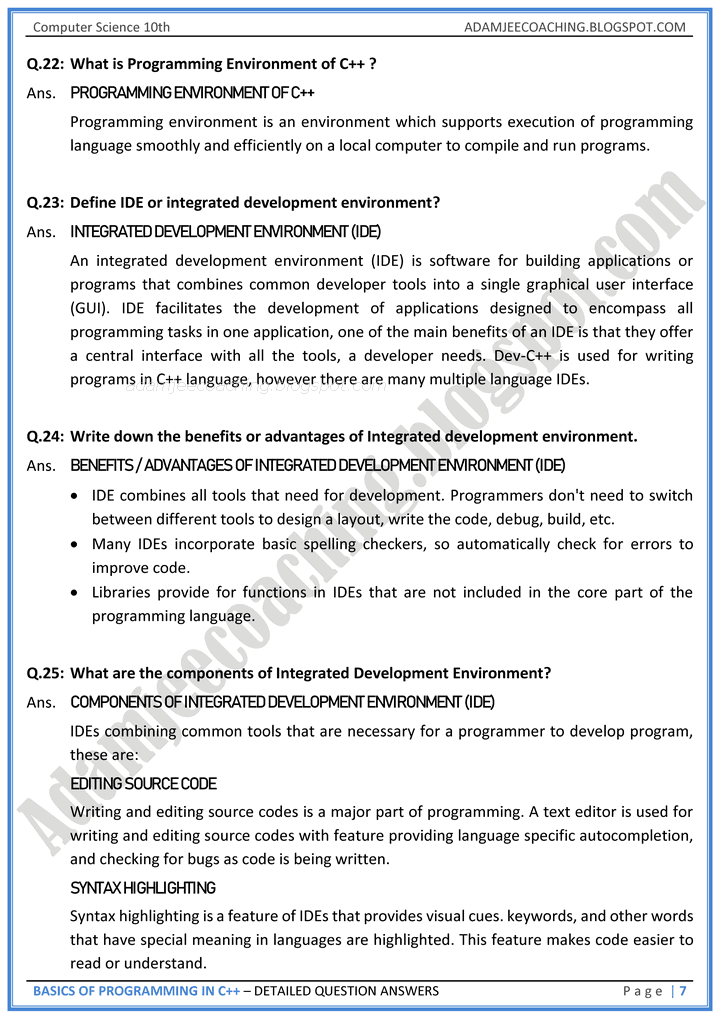 Computer Science 10th ADAMJEECOACHING.BLOGSPOT.COM
Q.22: What is Programming Environment of C++ ?
Ans. PROGRAMMING ENVIRONMENT OF C++
Programming environment is an environment which supports execution of programming
language smoothly and efficiently on a local computer to compile and run programs.
Q.23: Define IDE or integrated development environment?
Ans. INTEGRATED DEVELOPMENT ENVIRONMENT (IDE)
An integrated development environment (IDE) is software for building applications or
programs that combines common developer tools into a single graphical user interface
(GUI). IDE facilitates the development of applications designed to encompass all
programming tasks in one application, one of the main benefits of an IDE is that they offer
a central interface with all the tools, a developer needs. Dev-C++ is used for writing
programs in C++ language, however there are many multiple language IDEs.
adamjeecoaching.blogspot.com
Q.24: Write down the benefits or advantages of Integrated development environment.
Ans. BENEFITS / ADVANTAGES OF INTEGRATED DEVELOPMENT ENVIRONMENT (IDE)
• IDE combines all tools that need for development. Programmers don't need to switch
between different tools to design a layout, write the code, debug, build, etc.
• Many IDEs incorporate basic spelling checkers, so automatically check for errors to
improve code.
• Libraries provide for functions in IDEs that are not included in the core part of the
programming language.
Q.25: What are the components of Integrated Development Environment?
Ans. COMPONENTS OF INTEGRATED DEVELOPMENT ENVIRONMENT (IDE)
IDEs combining common tools that are necessary for a programmer to develop program,
these are:
EDITING SOURCE CODE
Writing and editing source codes is a major part of programming. A text editor is used for
writing and editing source codes with feature providing language specific autocompletion,
and checking for bugs as code is being written.
SYNTAX HIGHLIGHTING
Syntax highlighting is a feature of IDEs that provides visual cues. keywords, and other words
that have special meaning in languages are highlighted. This feature makes code easier to
read or understand.
BASICS OF PROGRAMMING IN C++ – DETAILED QUESTION ANSWERS Page | 7
Adamjeecoaching.blogspot.com